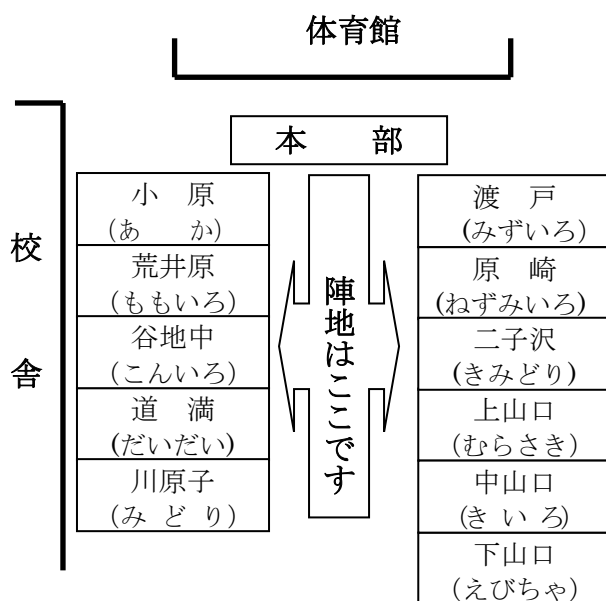 体育館
本 部
校舎
小 原
(あ か)
荒井原
(ももいろ)
谷地中
(こんいろ)
道 満
(だいだい)
川原子
(み ど り)
陣地はここです
渡 戸
(みずいろ)
原 崎
(ねずみいろ)
二子沢
(きみどり)
上山口
(むらさき)
中山口
(き い ろ)
下山口
(えびちゃ)